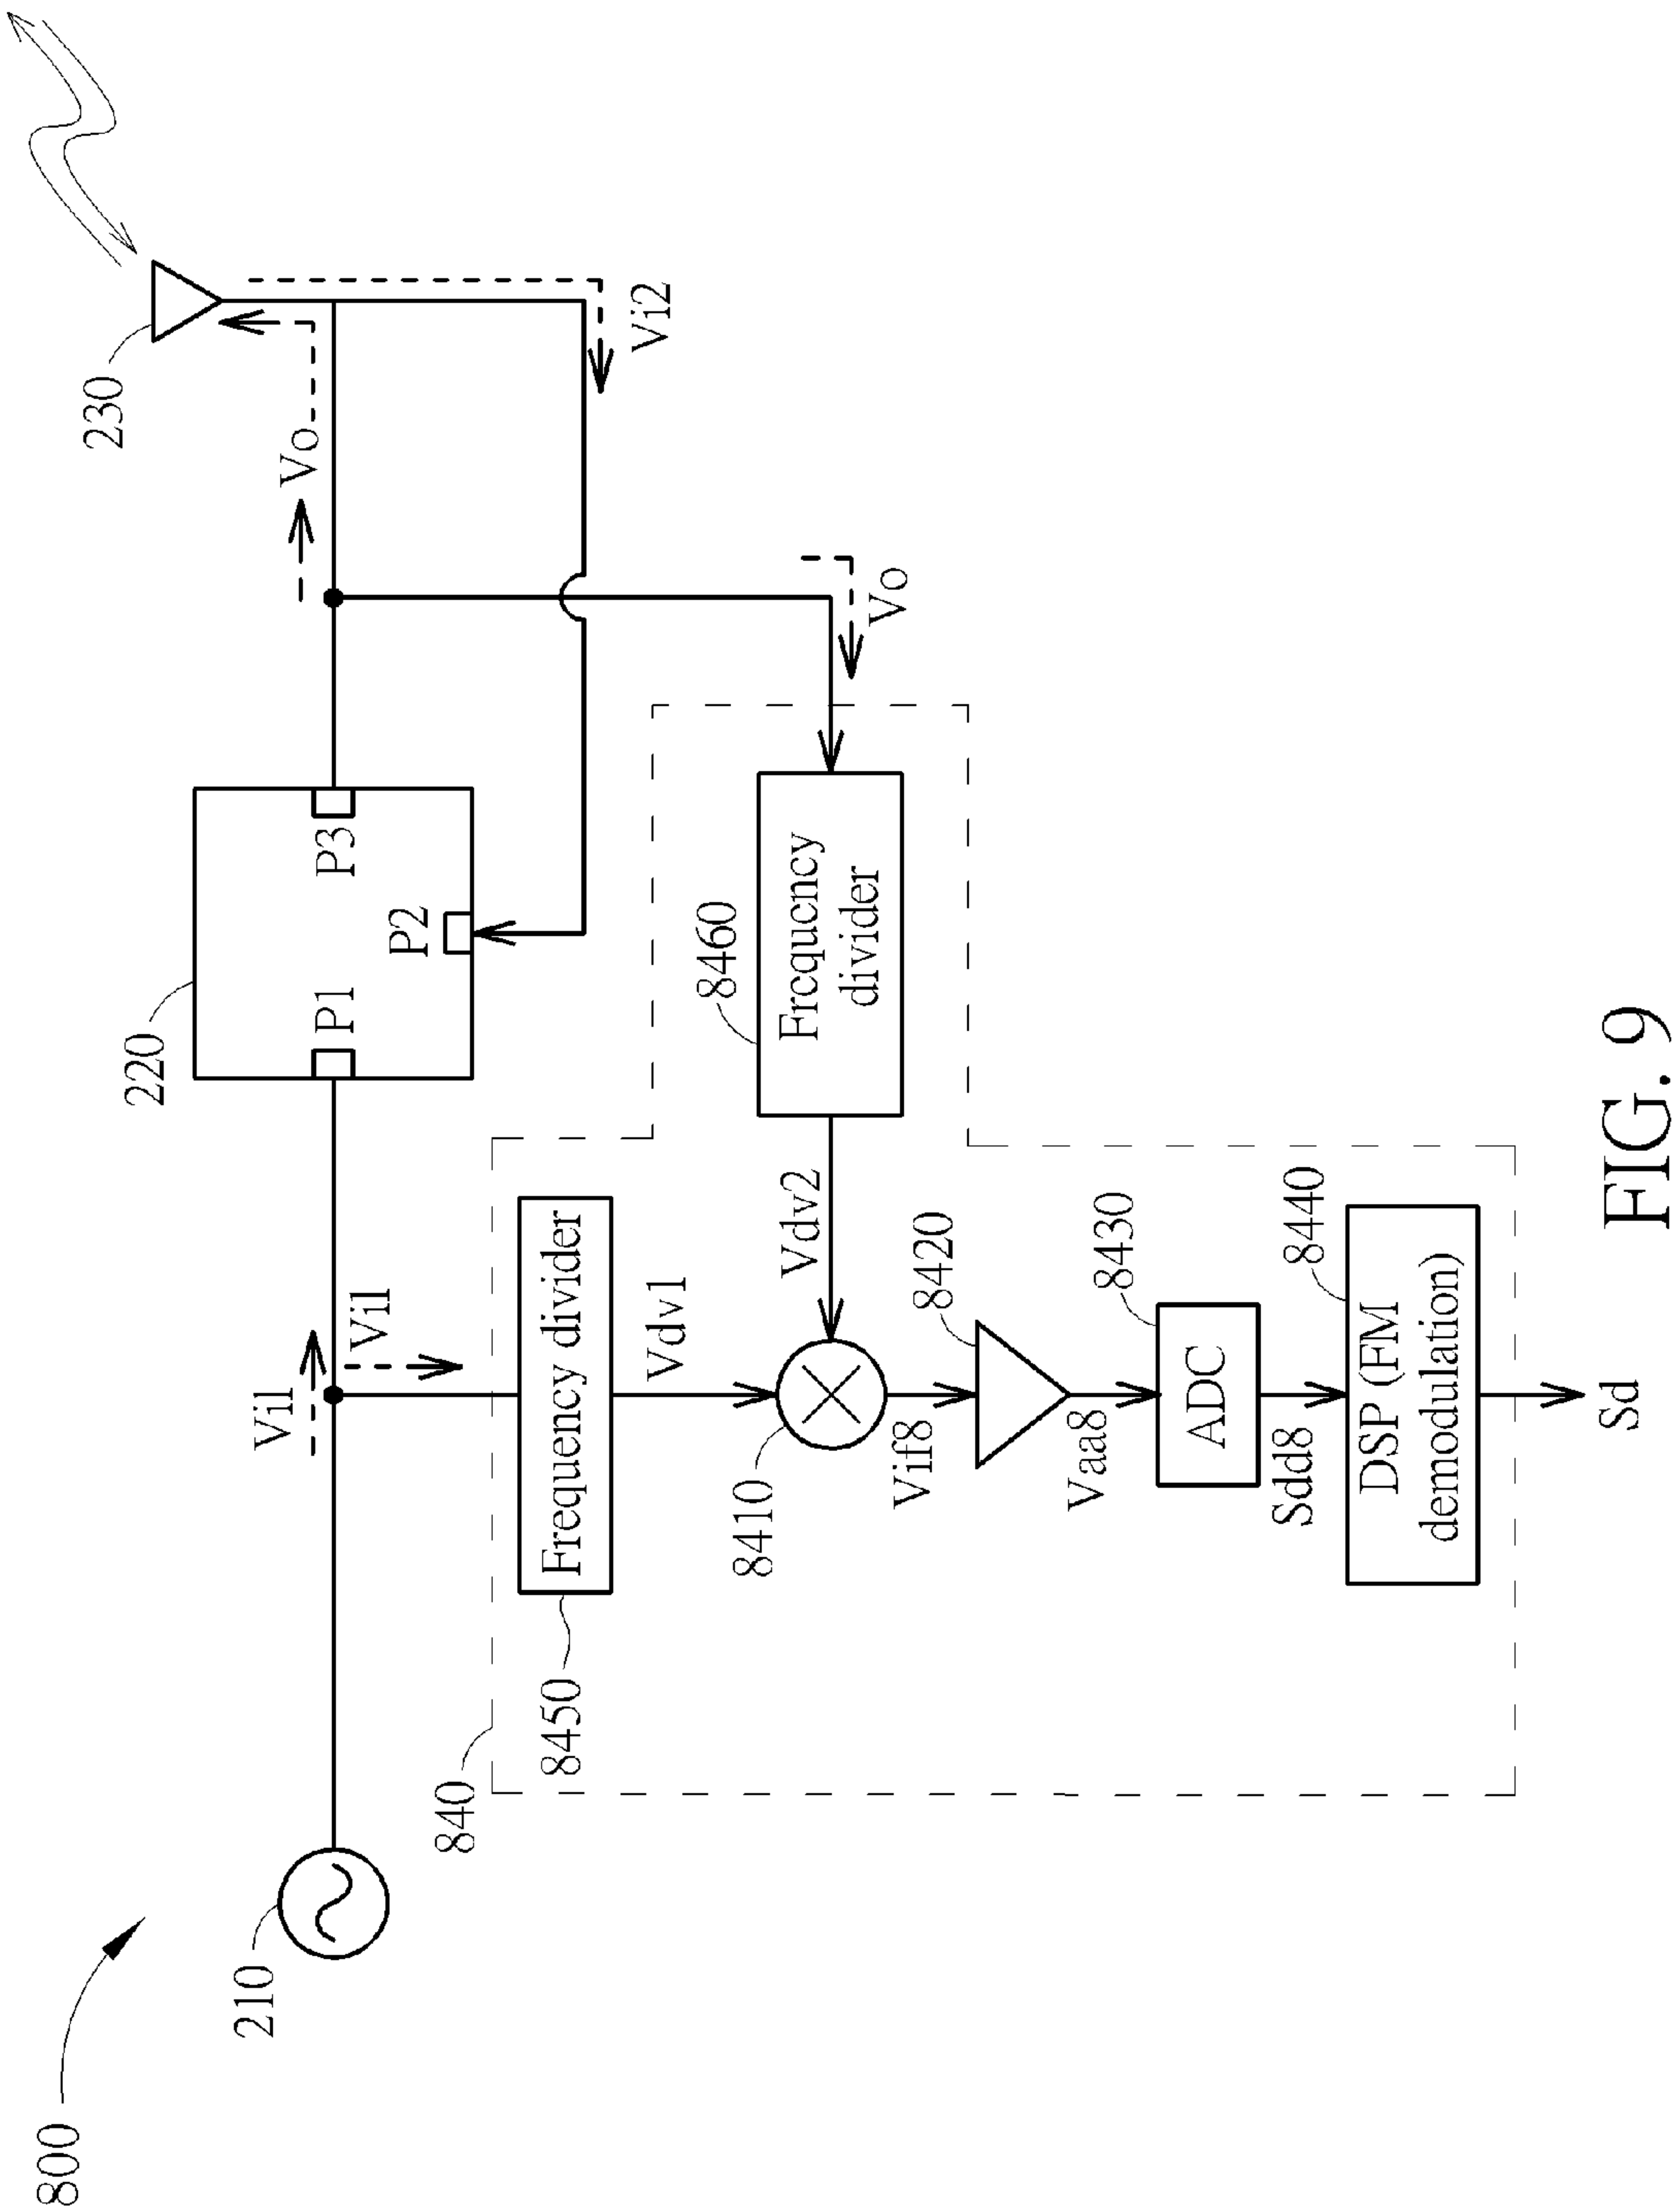 800
210
Vi1
Vi1
220
P1
P2
P3
Vo
230
Vi2
Vo
840
8450
Frequency divider
Vdv1
8460
Frequency
divider
Vdv2
8410
Vif8
8420
Vaa8
8430
ADC
Sdd8
8440
DSP (FM
demodulation)
Sd
FIG. 9